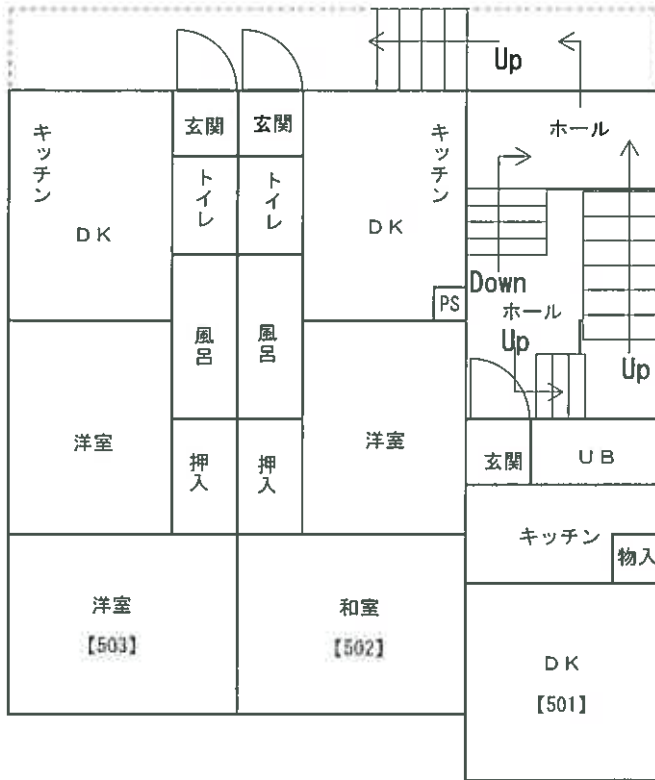 Up
キッチン
玄関
玄関
キッチン
ホール
トイレ
トイレ
DK
DK
Down
PS
ホール
風呂
風呂
Up
Up
洋室
押入
押入
洋室
玄関
UB
キッチン
物入
洋室
【503】
和室
【502】
DK
【501】